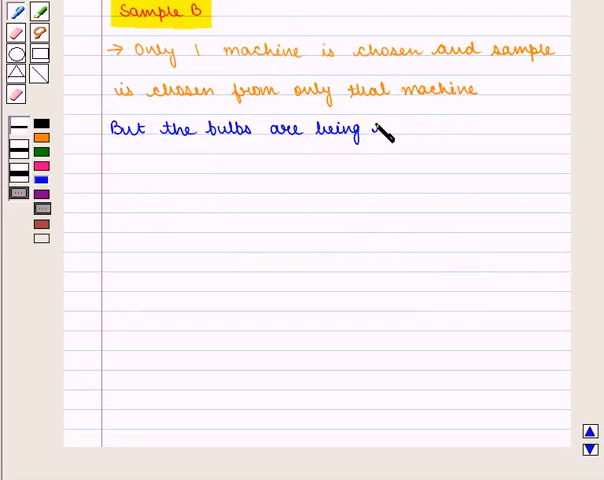 Sample B
→ Only 1 machine is chosen and sample
is chosen from only that machine
But the bulbs are being